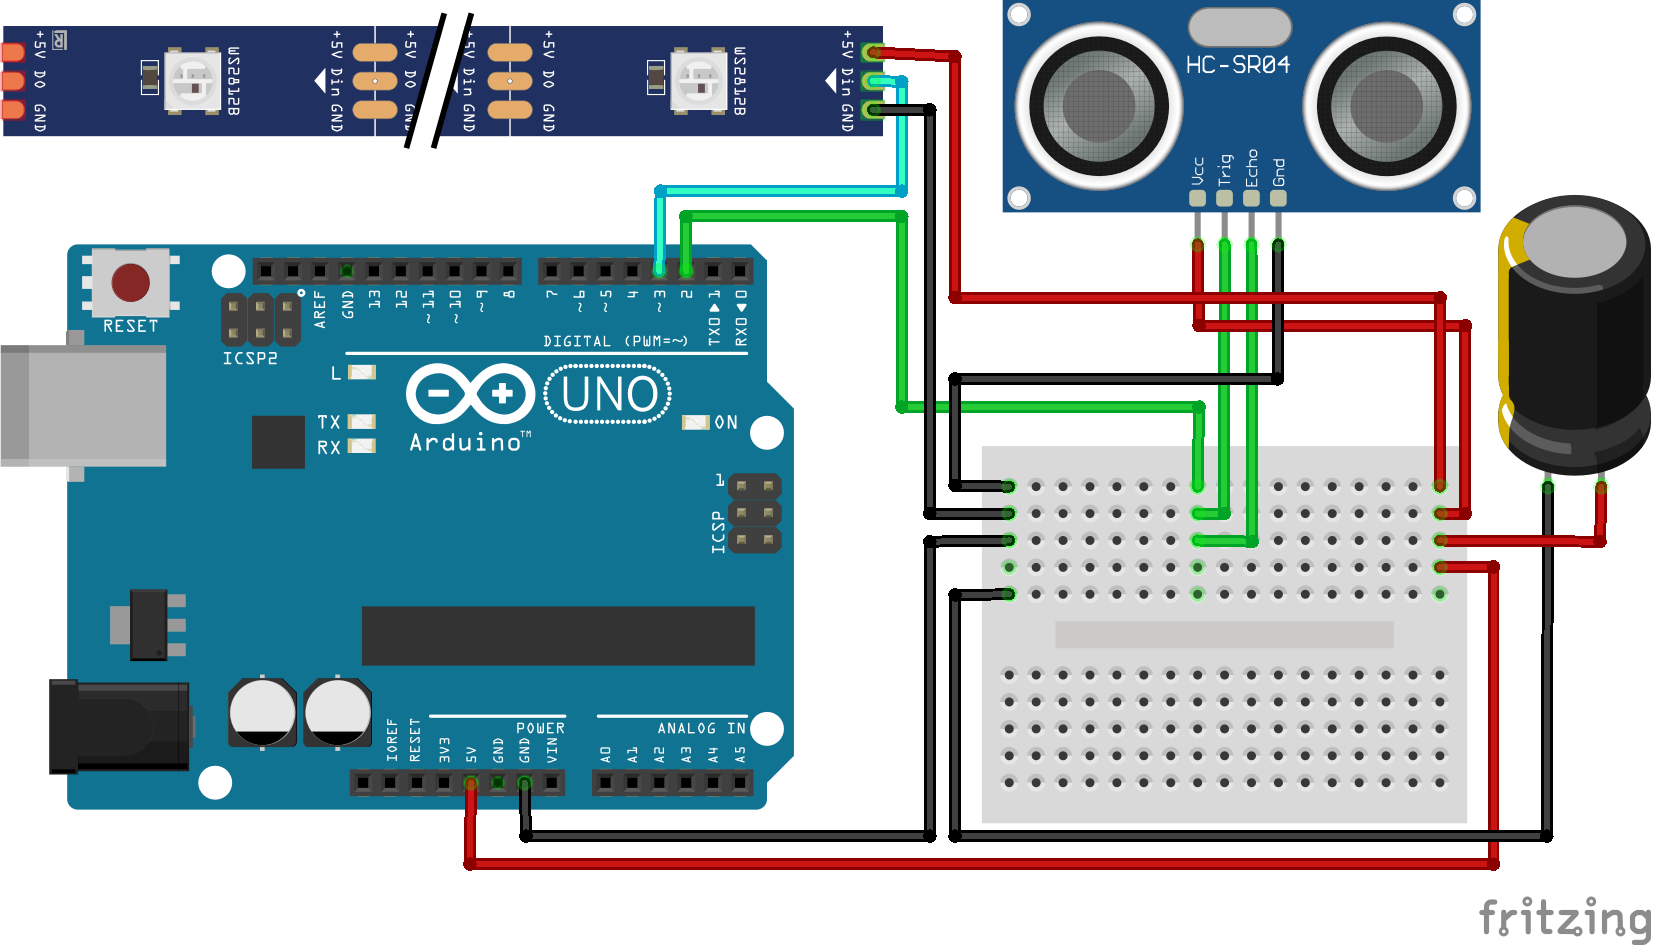 +5V DO GND
R
WS2812B
+5V Din GND
+5V DO GND
+5V Din GND
+5V DO GND
WS2812B
+5V Din GND
HC-SR04
Vcc Trig Echo Gnd
RESET
ICSP2
AREF GND 13 12 ~11 ~10 ~9 8 7 ~6 ~5 4 ~3 2 TX0▶1 RX0◀0
DIGITAL (PWM=~)
L
TX
RX
UNO
ON
Arduino™
1
ICSP
POWER
ANALOG IN
IOREF RESET 3V3 5V GND GND VIN A0 A1 A2 A3 A4 A5
fritzing